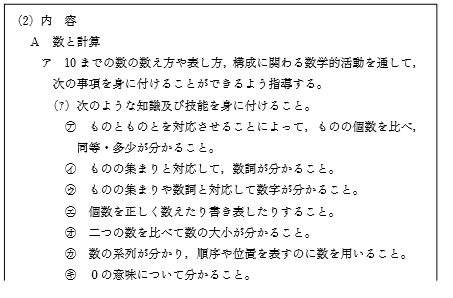 (2) 内　容
A　数と計算
ア　10までの数の数え方や表し方，構成に関わる数学的活動を通して，
次の事項を身に付けることができるよう指導する。
(ｱ) 次のような知識及び技能を身に付けること。
㋐　ものとものとを対応させることによって，ものの個数を比べ，
同等・多少が分かること。
㋑　ものの集まりと対応して，数詞が分かること。
㋒　ものの集まりや数詞と対応して数字が分かること。
㋓　個数を正しく数えたり書き表したりすること。
㋔　二つの数を比べて数の大小が分かること。
㋕　数の系列が分かり，順序や位置を表すのに数を用いること。
㋖　０の意味について分かること。